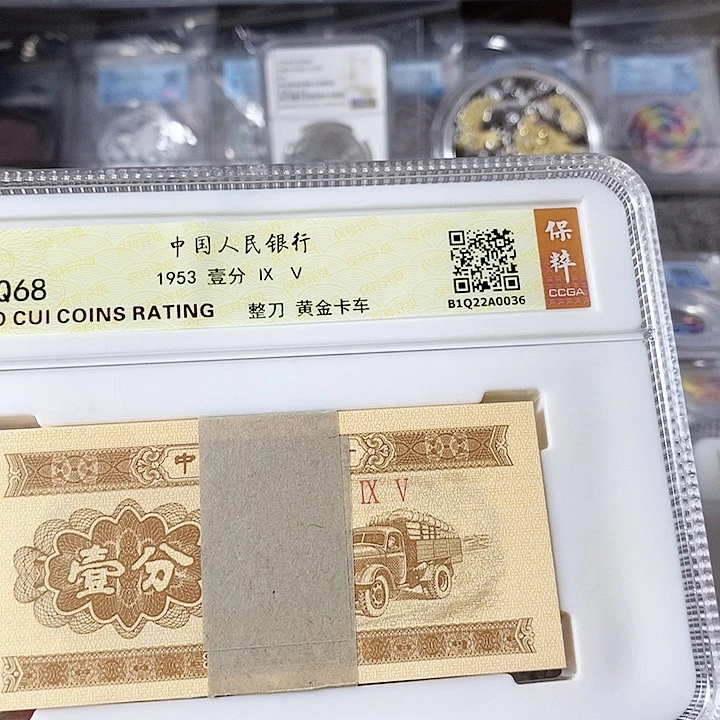 中国人民银行
1953 壹分 Ⅸ Ⅴ
Q68
CUI COINS RATING
整刀 黄金卡车
B1Q22A0036
保粹
CCGA
中
Ⅸ Ⅴ
壹分